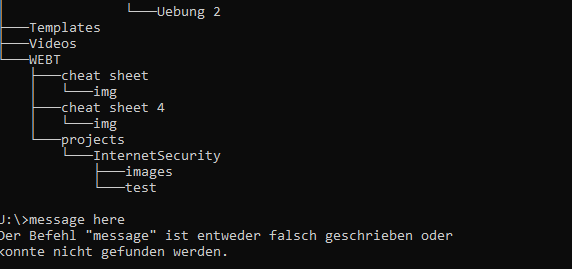 └───Uebung 2
├───Templates
├───Videos
└───WEBT
├───cheat sheet
│   └───img
├───cheat sheet 4
│   └───img
└───projects
└───InternetSecurity
├───images
└───test
U:\>message here
Der Befehl "message" ist entweder falsch geschrieben oder
konnte nicht gefunden werden.